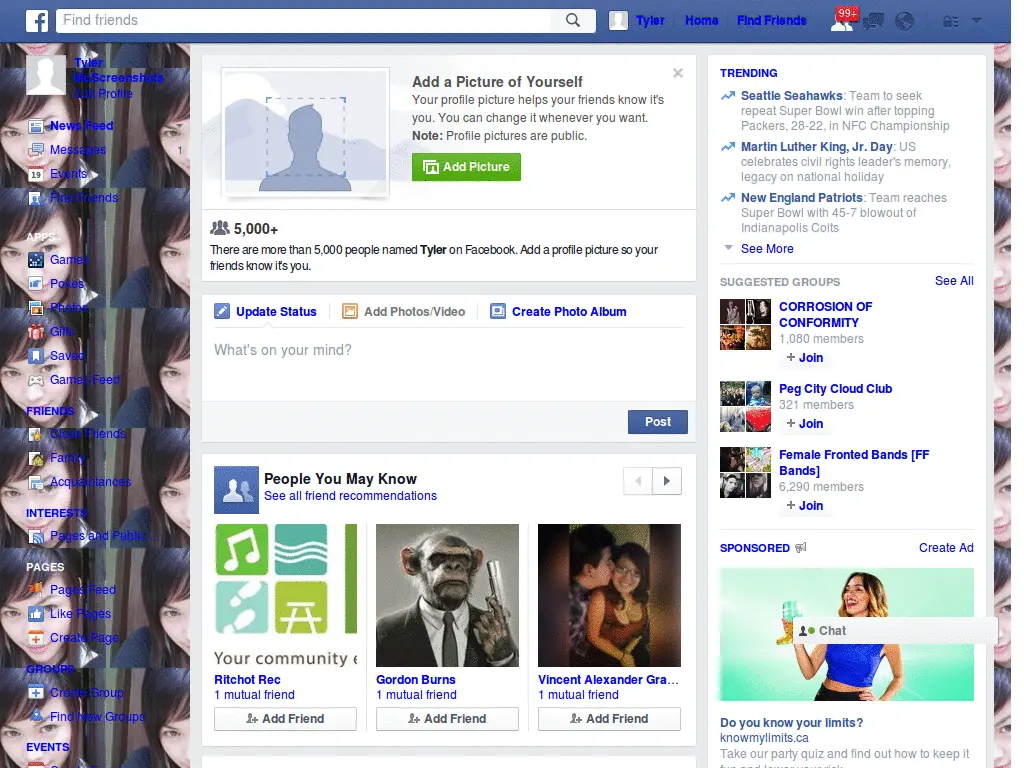 Find friends
Tyler
Home
Find Friends
99+
Tyler
McScreenshots
Edit Profile
News Feed
Messages
1
Events
19
Find Friends
APPS
Games
Pokes
Photos
Gifts
Saved
Games Feed
FRIENDS
Close Friends
Family
Acquaintances
INTERESTS
Pages and Public
PAGES
Pages Feed
Like Pages
Create Page
GROUPS
Create Group
Find New Groups
EVENTS
Add a Picture of Yourself
Your profile picture helps your friends know it's
you. You can change it whenever you want.
Note: Profile pictures are public.
Add Picture
5,000+
There are more than 5,000 people named Tyler on Facebook. Add a profile picture so your
friends know it's you.
Update Status
Add Photos/Video
Create Photo Album
What's on your mind?
Post
People You May Know
See all friend recommendations
Your community
Ritchot Rec
1 mutual friend
Add Friend
Gordon Burns
1 mutual friend
Add Friend
Vincent Alexander Gra...
1 mutual friend
Add Friend
TRENDING
Seattle Seahawks: Team to seek
repeat Super Bowl win after topping
Packers, 28-22, in NFC Championship
Martin Luther King, Jr. Day: US
celebrates civil rights leader's memory,
legacy on national holiday
New England Patriots: Team reaches
Super Bowl with 45-7 blowout of
Indianapolis Colts
See More
SUGGESTED GROUPS
See All
CORROSION OF
CONFORMITY
1,080 members
+ Join
Peg City Cloud Club
321 members
+ Join
Female Fronted Bands [FF
Bands]
6,290 members
+ Join
SPONSORED
Create Ad
Chat
Do you know your limits?
knowmylimits.ca
Take our party quiz and find out how to keep it